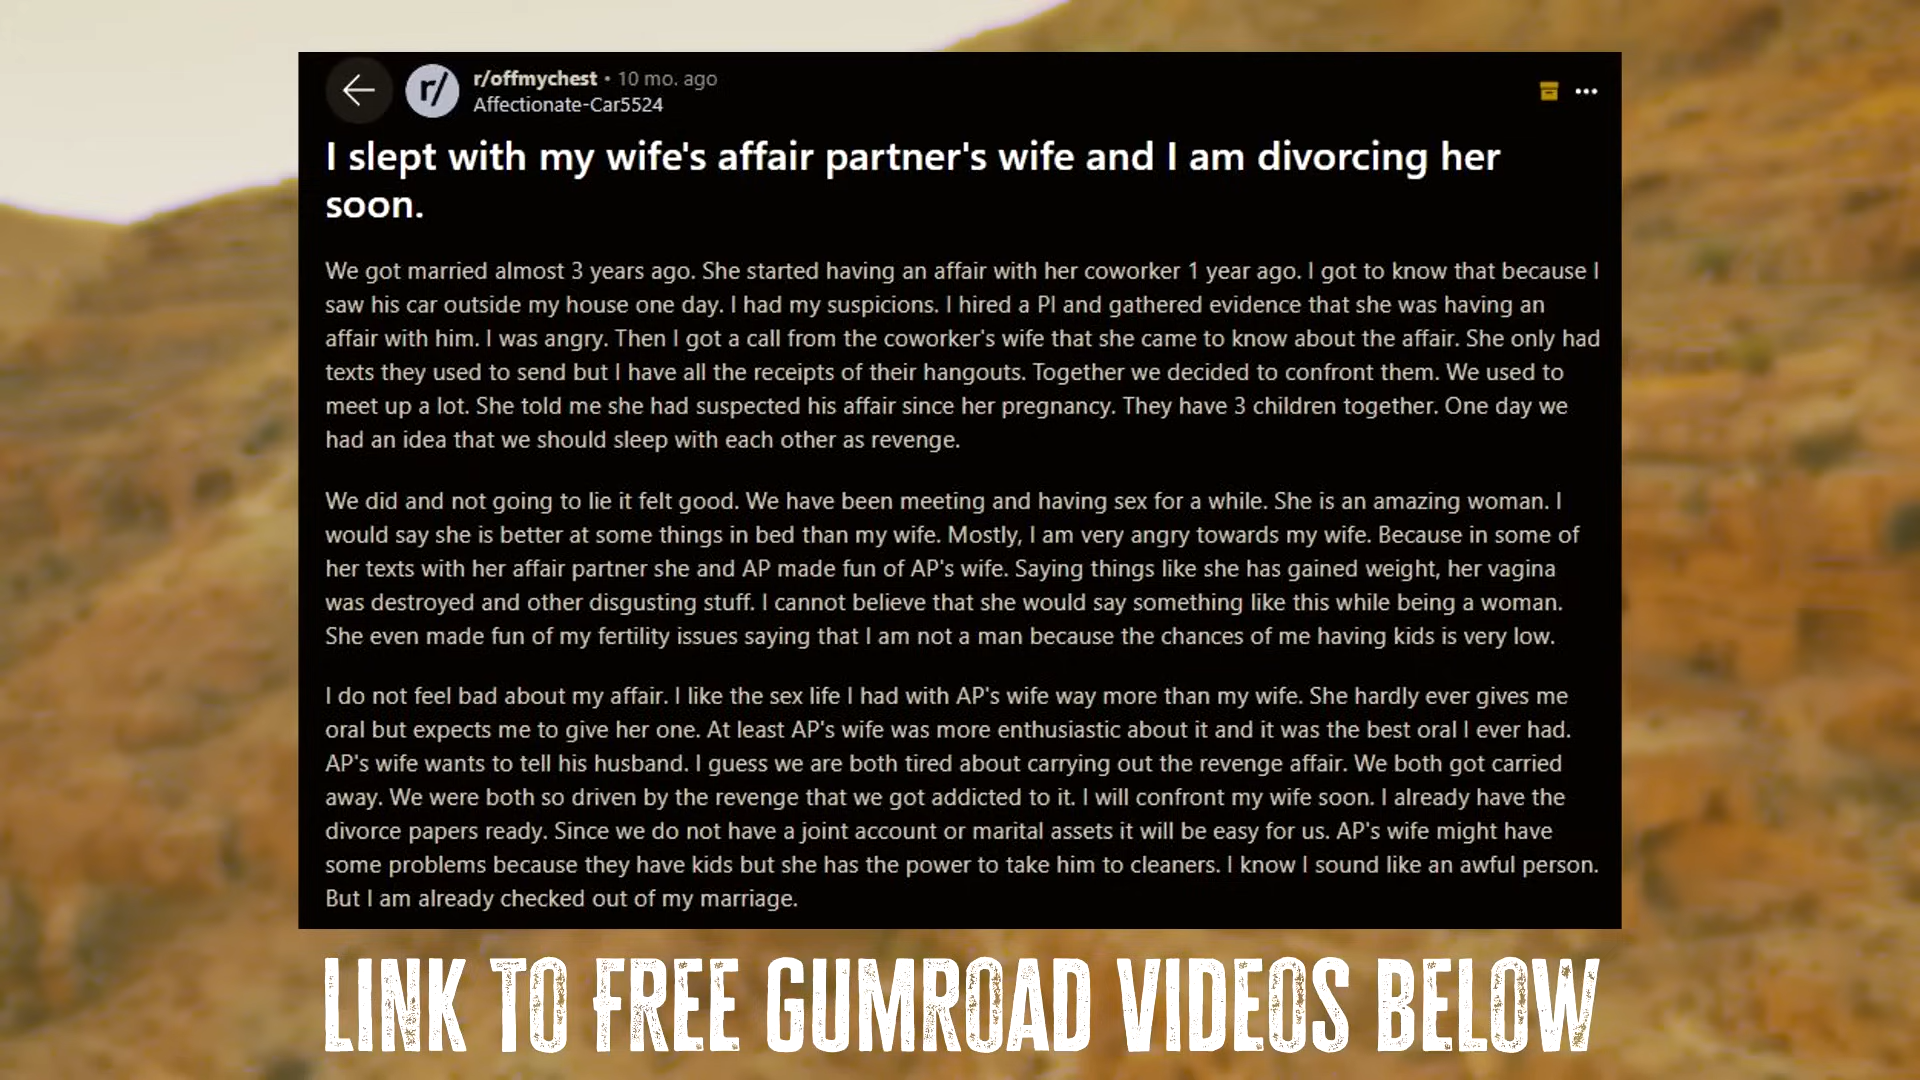 r/
r/offmychest • 10 mo. ago
Affectionate-Car5524
I slept with my wife's affair partner's wife and I am divorcing her
soon.
We got married almost 3 years ago. She started having an affair with her coworker 1 year ago. I got to know that because I
saw his car outside my house one day. I had my suspicions. I hired a PI and gathered evidence that she was having an
affair with him. I was angry. Then I got a call from the coworker's wife that she came to know about the affair. She only had
texts they used to send but I have all the receipts of their hangouts. Together we decided to confront them. We used to
meet up a lot. She told me she had suspected his affair since her pregnancy. They have 3 children together. One day we
had an idea that we should sleep with each other as revenge.
We did and not going to lie it felt good. We have been meeting and having sex for a while. She is an amazing woman. I
would say she is better at some things in bed than my wife. Mostly, I am very angry towards my wife. Because in some of
her texts with her affair partner she and AP made fun of AP's wife. Saying things like she has gained weight, her vagina
was destroyed and other disgusting stuff. I cannot believe that she would say something like this while being a woman.
She even made fun of my fertility issues saying that I am not a man because the chances of me having kids is very low.
I do not feel bad about my affair. I like the sex life I had with AP's wife way more than my wife. She hardly ever gives me
oral but expects me to give her one. At least AP's wife was more enthusiastic about it and it was the best oral I ever had.
AP's wife wants to tell his husband. I guess we are both tired about carrying out the revenge affair. We both got carried
away. We were both so driven by the revenge that we got addicted to it. I will confront my wife soon. I already have the
divorce papers ready. Since we do not have a joint account or marital assets it will be easy for us. AP's wife might have
some problems because they have kids but she has the power to take him to cleaners. I know I sound like an awful person.
But I am already checked out of my marriage.
LINK TO FREE GUMROAD VIDEOS BELOW